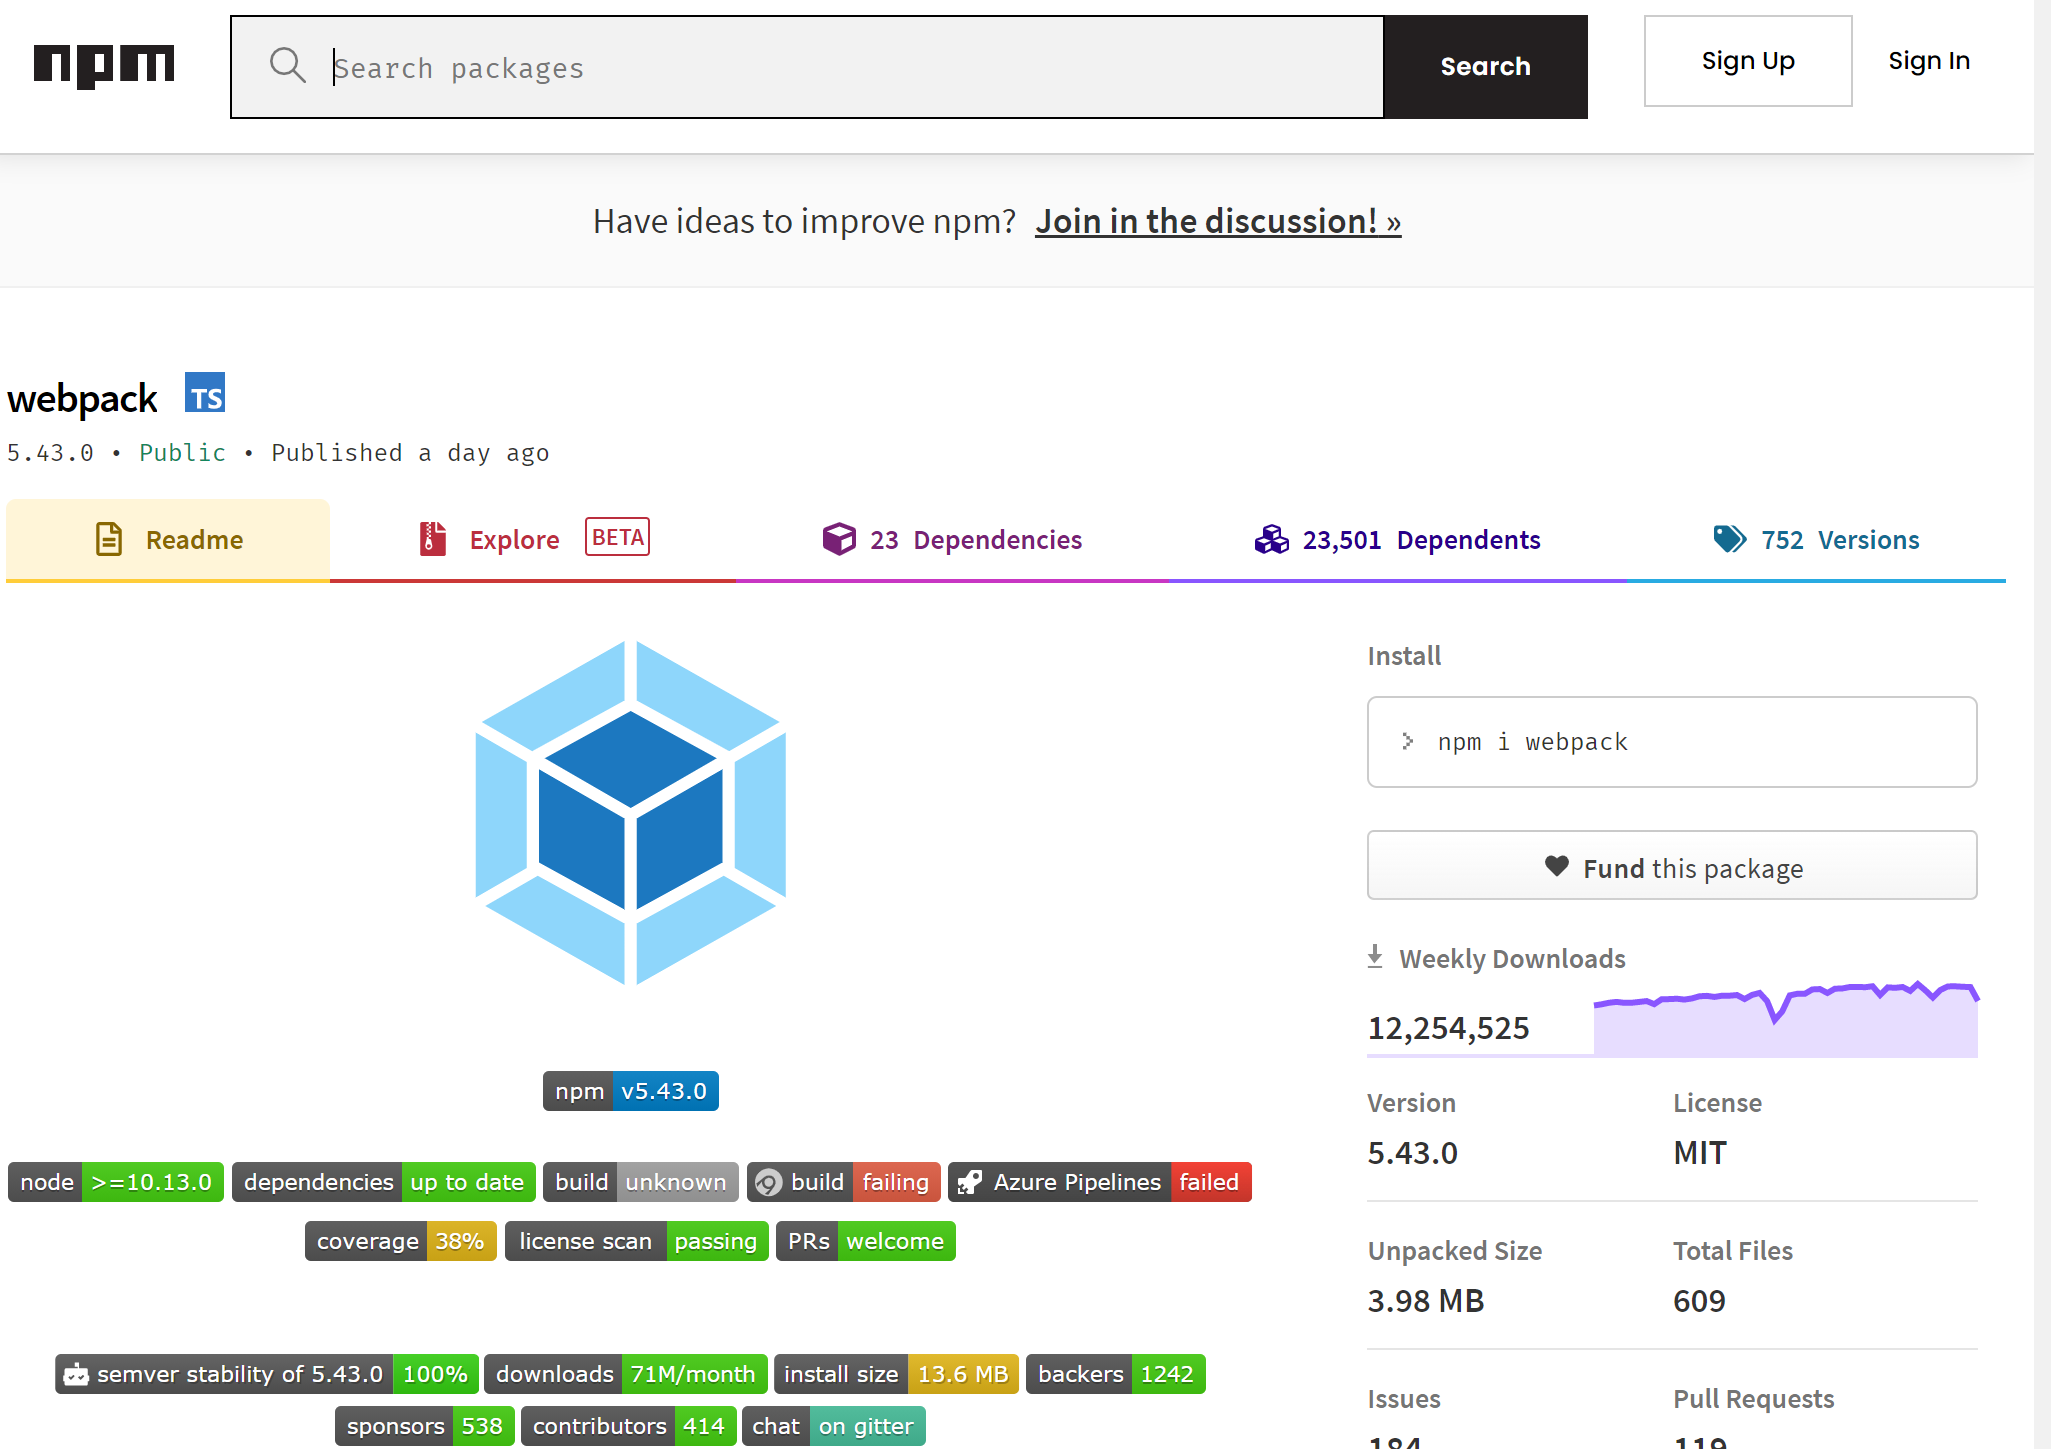 npm
Search packages
Search
Sign Up
Sign In
Have ideas to improve npm? Join in the discussion! »
webpack TS
5.43.0 • Public • Published a day ago
Readme
Explore BETA
23 Dependencies
23,501 Dependents
752 Versions
Install
npm i webpack
Fund this package
Weekly Downloads
12,254,525
Version
5.43.0
License
MIT
Unpacked Size
3.98 MB
Total Files
609
Issues
184
Pull Requests
119
npm v5.43.0
node >=10.13.0 dependencies up to date build unknown build failing Azure Pipelines failed
coverage 38% license scan passing PRs welcome
semver stability of 5.43.0 100% downloads 71M/month install size 13.6 MB backers 1242
sponsors 538 contributors 414 chat on gitter